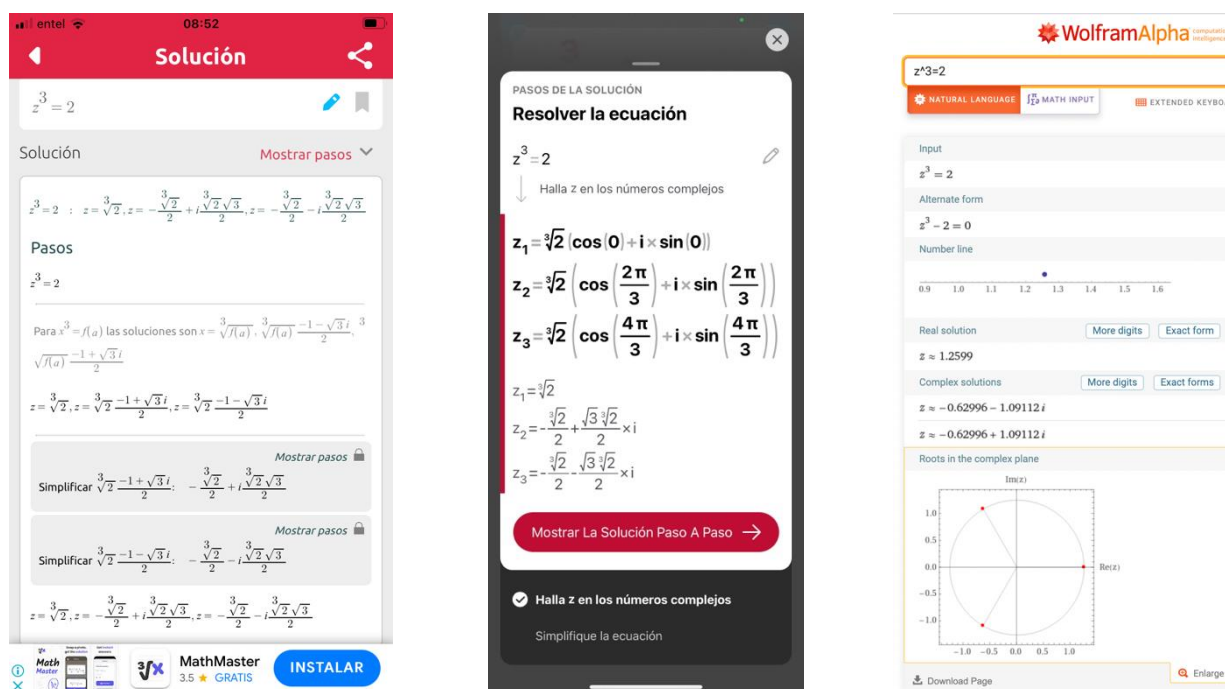 entel 08:52
Solución
z^3 = 2
Solución Mostrar pasos
z^3 = 2 : z = ∛2, z = -∛2/2 + i ∛2√3/2, z = -∛2/2 - i ∛2√3/2
Pasos
z^3 = 2
Para x^3 = f(a) las soluciones son x = ∛f(a), ∛f(a) (-1 - √3 i)/2, 3
√f(a) (-1 + √3 i)/2
z = ∛2, z = ∛2 (-1 + √3 i)/2, z = ∛2 (-1 - √3 i)/2
Mostrar pasos
Simplificar ∛2 (-1 + √3 i)/2: -∛2/2 + i ∛2√3/2
Mostrar pasos
Simplificar ∛2 (-1 - √3 i)/2: -∛2/2 - i ∛2√3/2
z = ∛2, z = -∛2/2 + i ∛2√3/2, z = -∛2/2 - i ∛2√3/2
Math
Master
MathMaster
3.5 ★ GRATIS
INSTALAR
PASOS DE LA SOLUCIÓN
Resolver la ecuación
z^3 = 2
Halla z en los números complejos
z₁ = ∛2 (cos(0) + i × sin(0))
z₂ = ∛2 (cos(2π/3) + i × sin(2π/3))
z₃ = ∛2 (cos(4π/3) + i × sin(4π/3))
z₁ = ∛2
z₂ = -∛2/2 + √3∛2/2 × i
z₃ = -∛2/2 - √3∛2/2 × i
Mostrar La Solución Paso A Paso →
Halla z en los números complejos
Simplifique la ecuación
WolframAlpha
z^3=2
NATURAL LANGUAGE MATH INPUT EXTENDED KEYBOA
Input
z^3 = 2
Alternate form
z^3 - 2 = 0
Number line
0.9 1.0 1.1 1.2 1.3 1.4 1.5 1.6
Real solution More digits Exact form
z ≈ 1.2599
Complex solutions More digits Exact forms
z ≈ -0.62996 - 1.09112 i
z ≈ -0.62996 + 1.09112 i
Roots in the complex plane
Im(z)
1.0
0.5
0.0 Re(z)
-0.5
-1.0
-1.0 -0.5 0.0 0.5 1.0
Download Page
Enlarge